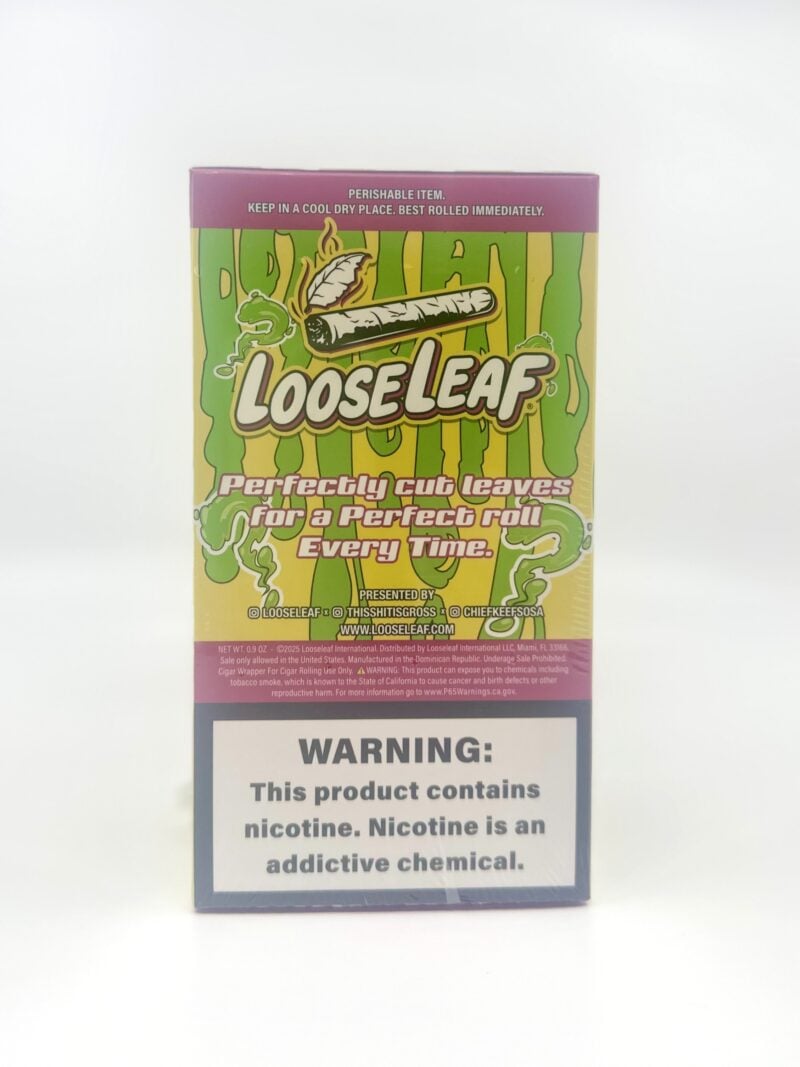 PERISHABLE ITEM.
KEEP IN A COOL DRY PLACE. BEST ROLLED IMMEDIATELY.
LOOSELEAF®
Perfectly cut leaves
for a Perfect roll
Every Time.
PRESENTED BY
LOOSELEAF x THISSHITISGROSS x CHIEFKEEFSOSA
WWW.LOOSELEAF.COM
NET WT. 0.9 OZ - ©2025 Looseleaf International. Distributed by Looseleaf International LLC, Miami, FL 33166.
Sale only allowed in the United States. Manufactured in the Dominican Republic. Underage Sale Prohibited.
Cigar Wrapper For Cigar Rolling Use Only. ⚠WARNING: This product can expose you to chemicals including
tobacco smoke, which is known to the State of California to cause cancer and birth defects or other
reproductive harm. For more information go to www.P65Warnings.ca.gov.
WARNING:
This product contains
nicotine. Nicotine is an
addictive chemical.